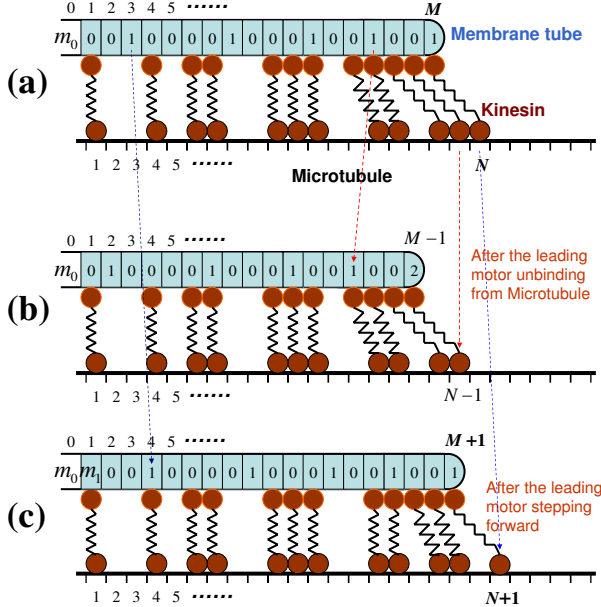 0 1 3 4 5 ······ M
m₀ 0 0 1 0 0 0 0 1 0 0 0 1 0 0 1 0 0 1
Membrane tube
(a)
Kinesin
1 2 3 4 5 ······ N
Microtubule
0 1 2 3 4 5 ······ M −1
m₀ 0 1 0 0 0 0 1 0 0 0 1 0 0 1 0 0 2
After the leading
motor unbinding
from Microtubule
(b)
1 2 3 4 5 ······ N −1
0 1 2 3 4 5 ······ M +1
m₀ m₁ 0 0 1 0 0 0 0 1 0 0 0 1 0 0 1 0 0 1
After the leading
motor stepping
forward
(c)
1 2 3 4 5 ······ N+1